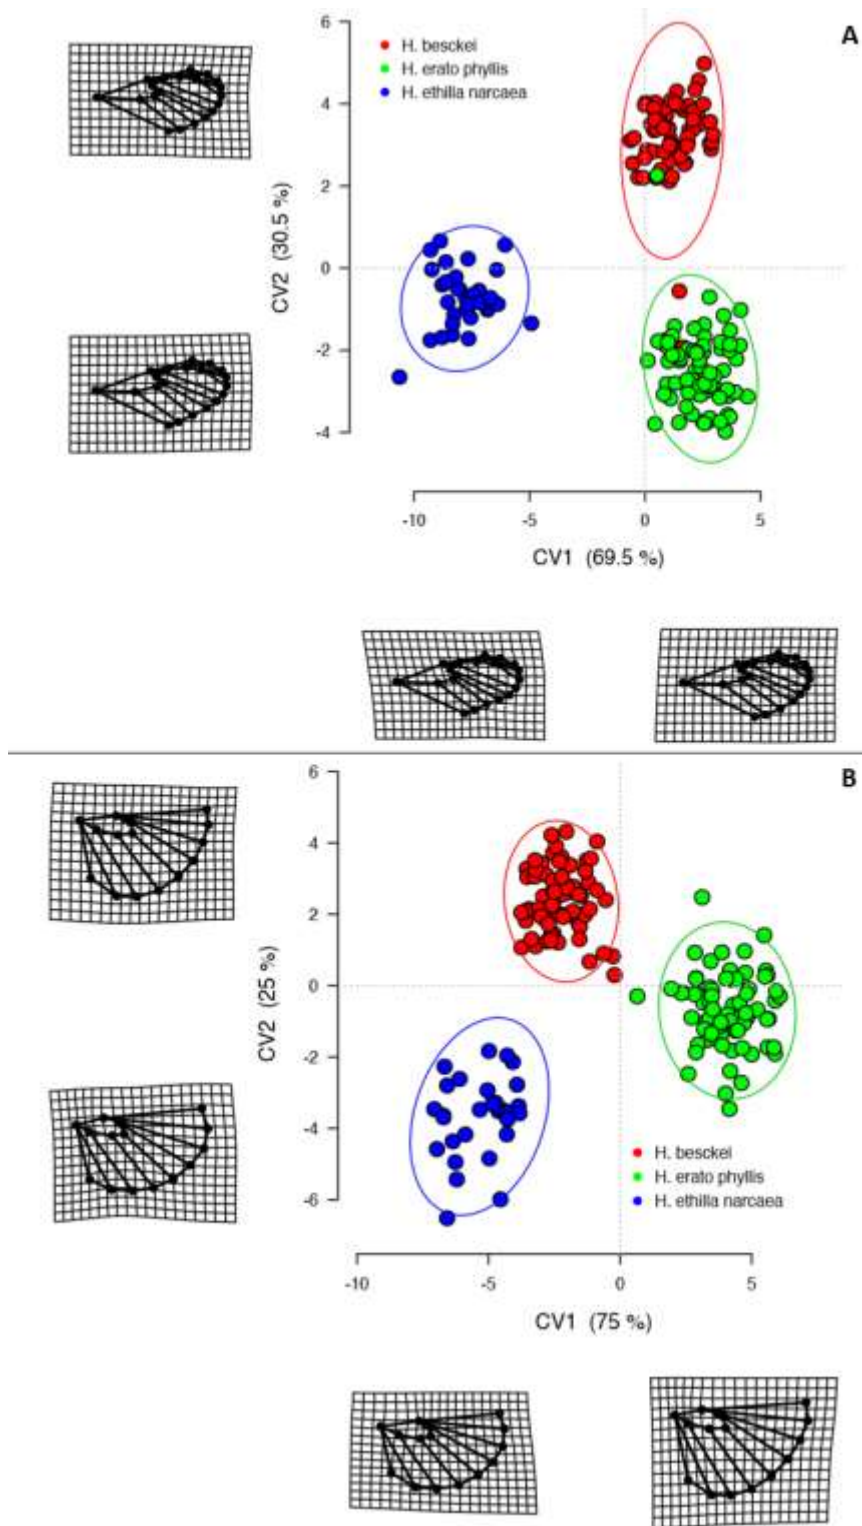 A
H. besckei
H. erato phyllis
H. ethilla narcaea
6
4
2
0
-2
-4
CV2 (30.5 %)
-10
-5
0
5
CV1 (69.5 %)
B
6
4
2
0
-2
-4
-6
CV2 (25 %)
H. besckei
H. erato phyllis
H. ethilla narcaea
-10
-5
0
5
CV1 (75 %)